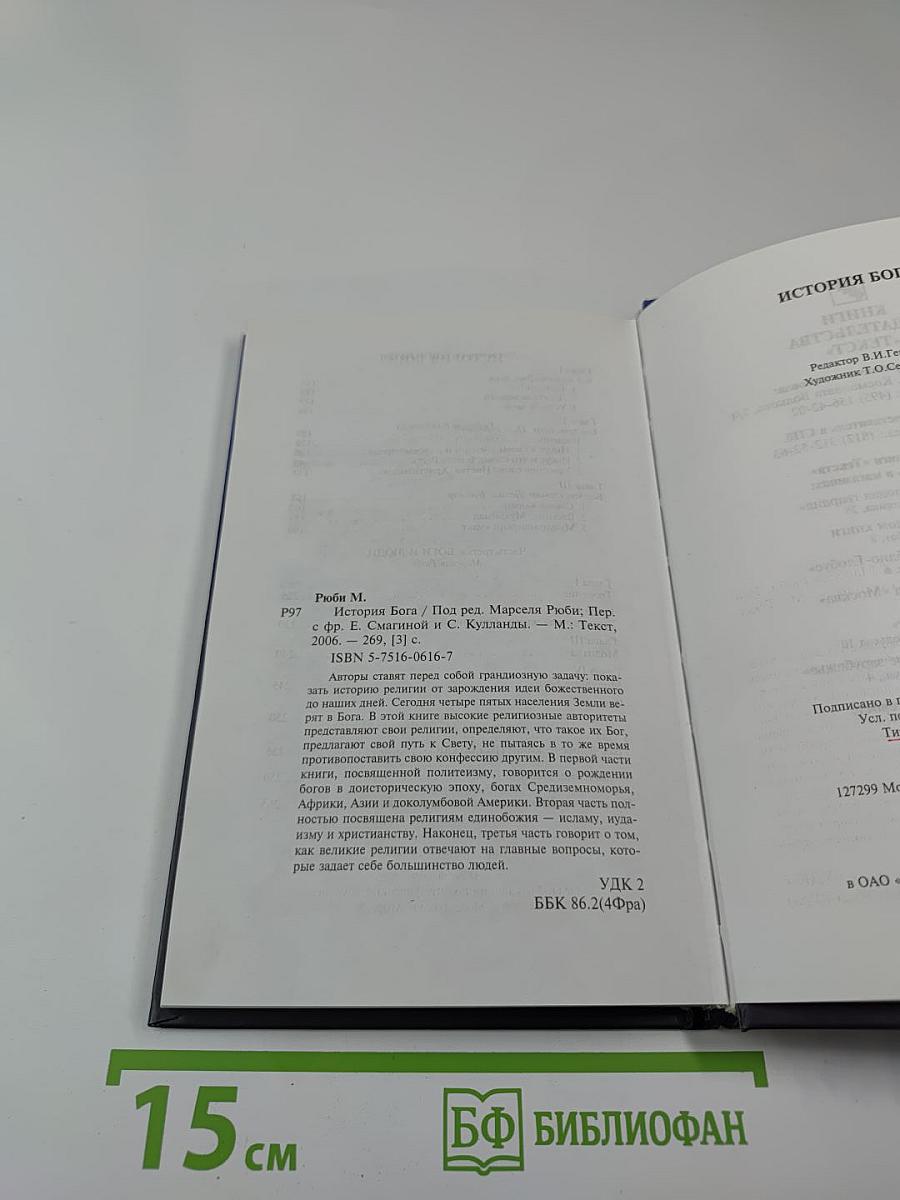 Рюби М.
Р97 История Бога / Под ред. Марселя Рюби; Пер.
с фр. Е. Смагиной и С. Кулланды. — М.: Текст,
2006. — 269, [3] с.
ISBN 5-7516-0616-7
Авторы ставят перед собой грандиозную задачу: пока-
зать историю религии от зарождения идеи божественного
до наших дней. Сегодня четыре пятых населения Земли ве-
рят в Бога. В этой книге высокие религиозные авторитеты
представляют свои религии, определяют, что такое их Бог,
предлагают свой путь к Свету, не пытаясь в то же время
противопоставить свою конфессию другим. В первой части
книги, посвященной политеизму, говорится о рождении
богов в доисторическую эпоху, богах Средиземноморья,
Африки, Азии и доколумбовой Америки. Вторая часть пол-
ностью посвящена религиям единобожия — исламу, иуда-
изму и христианству. Наконец, третья часть говорит о том,
как великие религии отвечают на главные вопросы, кото-
рые задает себе большинство людей.
УДК 2
ББК 86.2(4Фра)
ИСТОРИЯ БОГ
Редактор В.И.Ге
Художник Т.О.Се
Подписано в п
Усл. пе
Ти
127299 Мо
в ОАО «
15 см
БФ БИБЛИОФАН